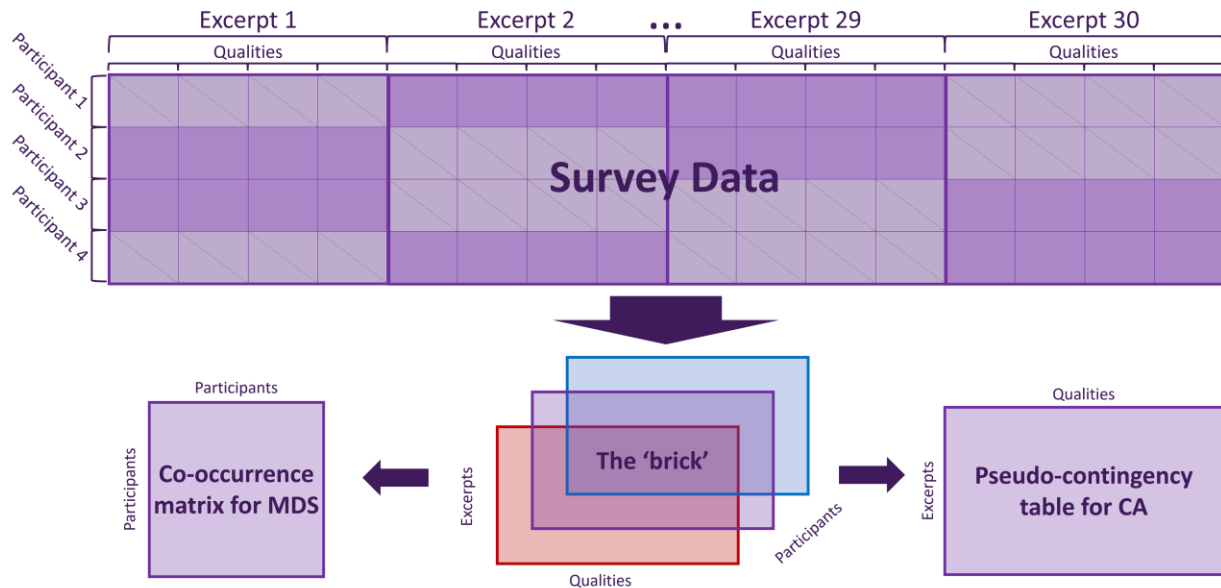 Excerpt 1
Excerpt 2
...
Excerpt 29
Excerpt 30
Qualities
Qualities
Qualities
Qualities
Participant 1
Participant 2
Participant 3
Participant 4
Survey Data
Participants
Participants
Co-occurrence
matrix for MDS
Excerpts
The ‘brick’
Participants
Qualities
Qualities
Excerpts
Pseudo-contingency
table for CA